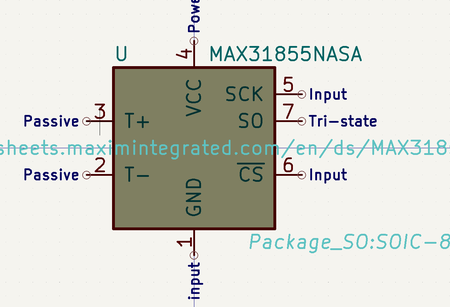 Powe
U MAX31855NASA
4
VCC
SCK 5 Input
Passive 3 T+ SO 7 Tri-state
sheets.maximintegrated.com/en/ds/MAX318
Passive 2 T- CS 6 Input
GND
1
Package_SO:SOIC-8
input